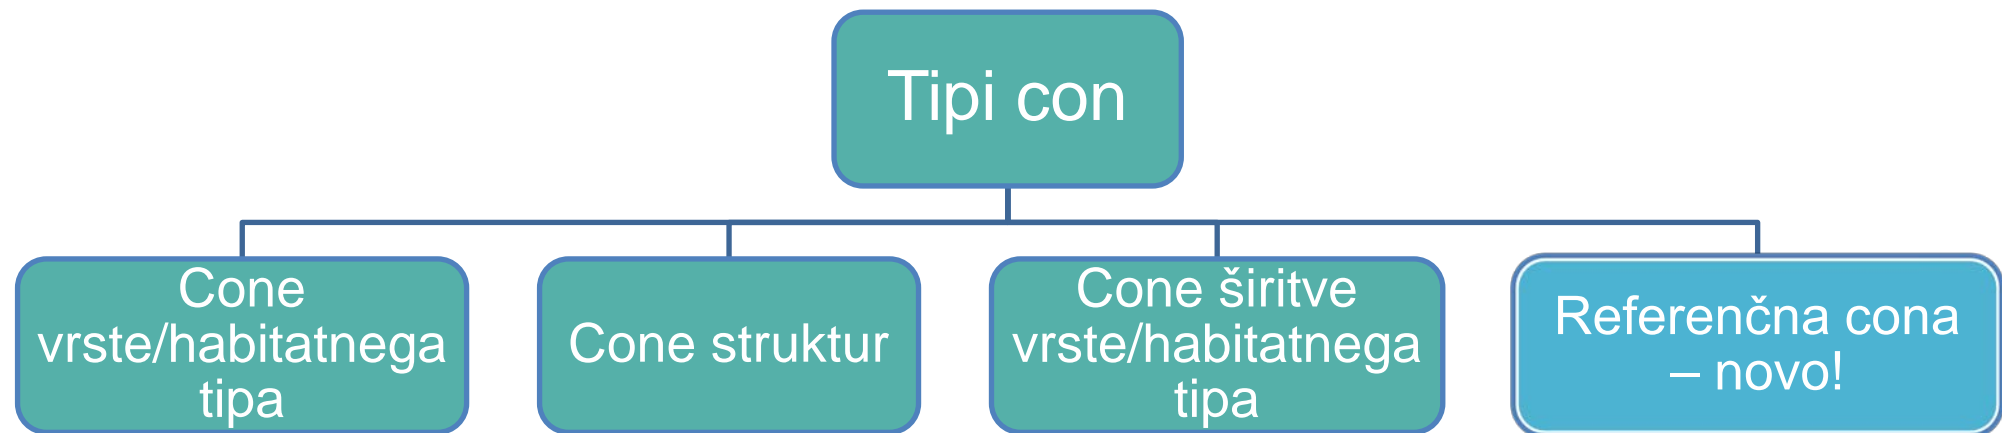 Tipi con
Cone
vrste/habitatnega
tipa
Cone struktur
Cone širitve
vrste/habitatnega
tipa
Referenčna cona
– novo!